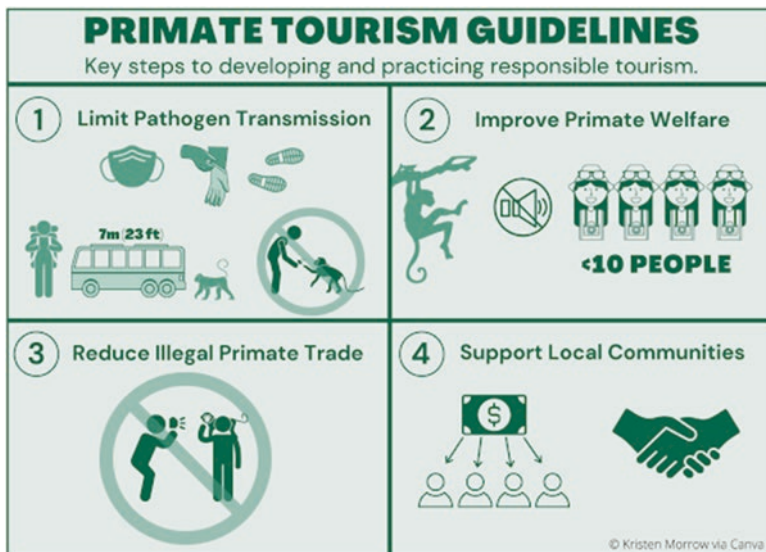 PRIMATE TOURISM GUIDELINES
Key steps to developing and practicing responsible tourism.
1 Limit Pathogen Transmission
7m (23 ft)
2 Improve Primate Welfare
<10 PEOPLE
3 Reduce Illegal Primate Trade
4 Support Local Communities
$
© Kristen Morrow via Canva